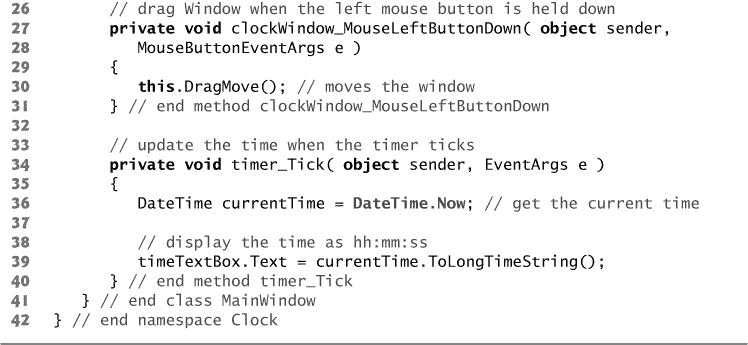 26 // drag Window when the left mouse button is held down
27 private void clockWindow_MouseLeftButtonDown( object sender,
28 MouseButtonEventArgs e )
29 {
30 this.DragMove(); // moves the window
31 } // end method clockWindow_MouseLeftButtonDown
32
33 // update the time when the timer ticks
34 private void timer_Tick( object sender, EventArgs e )
35 {
36 DateTime currentTime = DateTime.Now; // get the current time
37
38 // display the time as hh:mm:ss
39 timeTextBox.Text = currentTime.ToLongTimeString();
40 } // end method timer_Tick
41 } // end class MainWindow
42 } // end namespace Clock